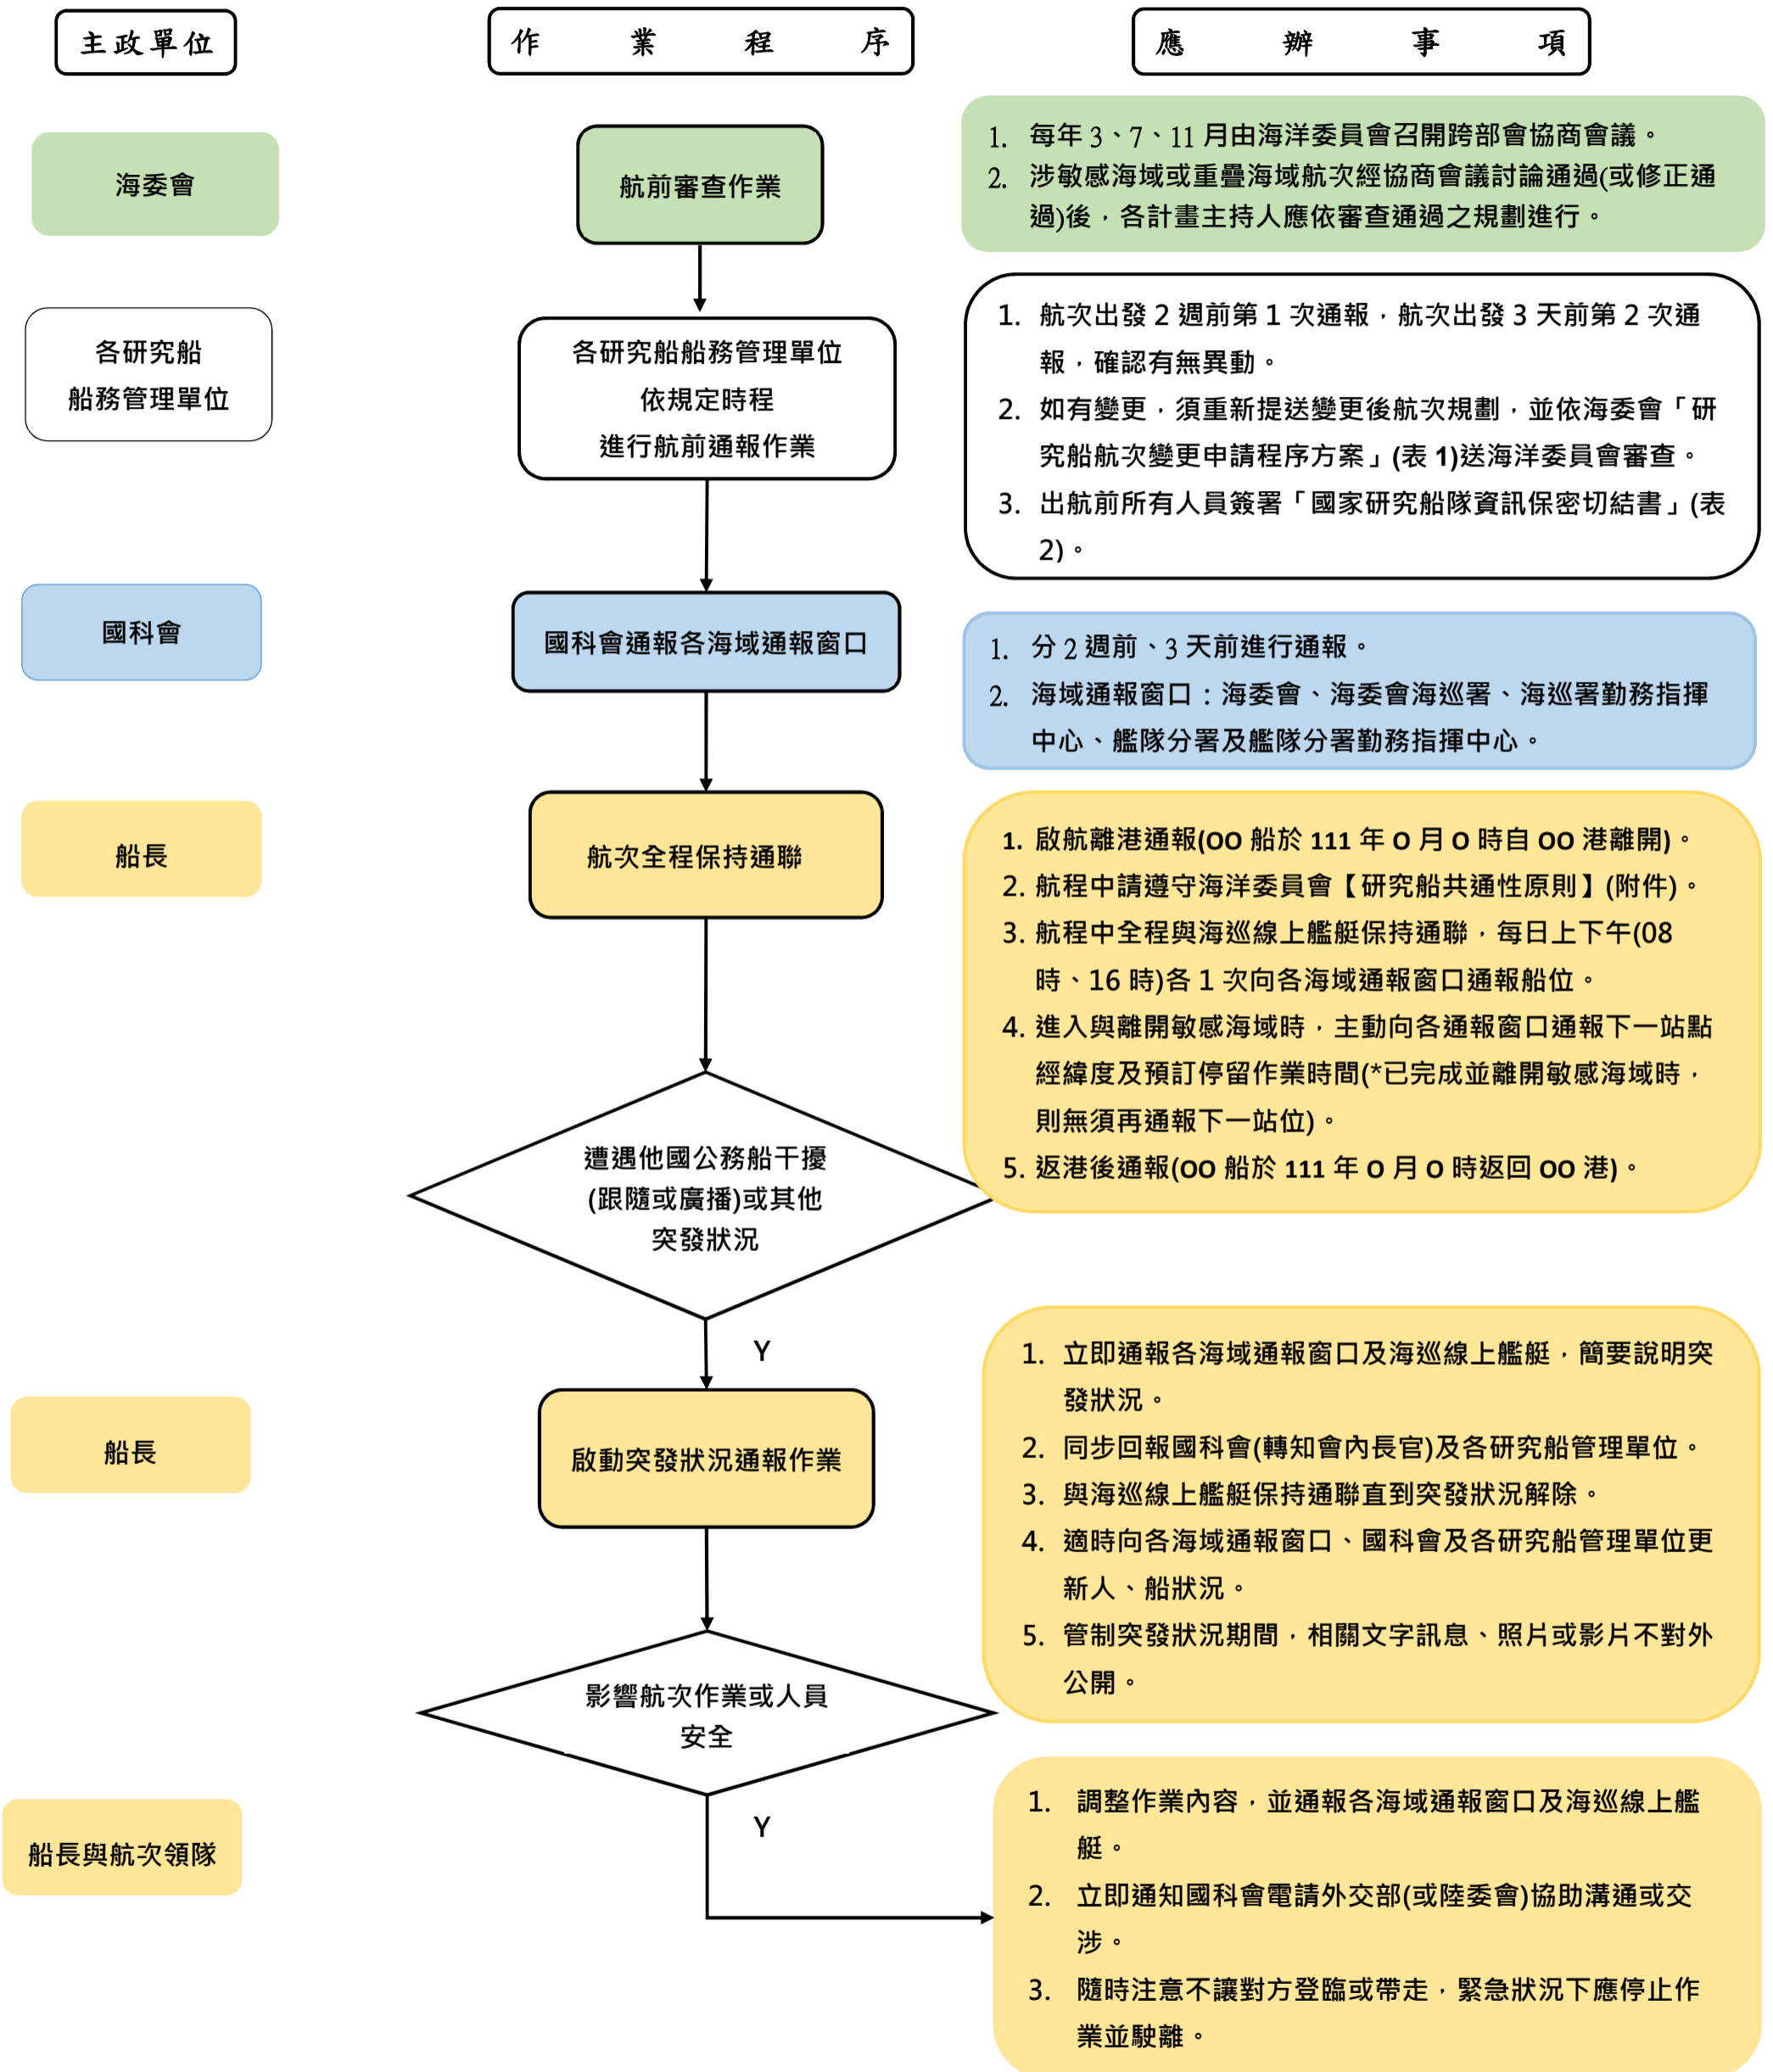 主政單位
作業程序
應辦事項
海委會
航前審查作業
1. 每年 3、7、11 月由海洋委員會召開跨部會協商會議。
2. 涉敏感海域或重疊海域航次經協商會議討論通過(或修正通
過)後，各計畫主持人應依審查通過之規劃進行。
各研究船
船務管理單位
各研究船船務管理單位
依規定時程
進行航前通報作業
1. 航次出發 2 週前第 1 次通報，航次出發 3 天前第 2 次通
報，確認有無異動。
2. 如有變更，須重新提送變更後航次規劃，並依海委會「研
究船航次變更申請程序方案」(表 1)送海洋委員會審查。
3. 出航前所有人員簽署「國家研究船隊資訊保密切結書」(表
2)。
國科會
國科會通報各海域通報窗口
1. 分 2 週前、3 天前進行通報。
2. 海域通報窗口：海委會、海委會海巡署、海巡署勤務指揮
中心、艦隊分署及艦隊分署勤務指揮中心。
船長
航次全程保持通聯
1. 啟航離港通報(OO 船於 111 年 O 月 O 時自 OO 港離開)。
2. 航程中請遵守海洋委員會【研究船共通性原則】(附件)。
3. 航程中全程與海巡線上艦艇保持通聯，每日上下午(08
時、16 時)各 1 次向各海域通報窗口通報船位。
4. 進入與離開敏感海域時，主動向各通報窗口通報下一站點
經緯度及預訂停留作業時間(*已完成並離開敏感海域時，
則無須再通報下一站位)。
5. 返港後通報(OO 船於 111 年 O 月 O 時返回 OO 港)。
遭遇他國公務船干擾
(跟隨或廣播)或其他
突發狀況
Y
船長
啟動突發狀況通報作業
1. 立即通報各海域通報窗口及海巡線上艦艇，簡要說明突
發狀況。
2. 同步回報國科會(轉知會內長官)及各研究船管理單位。
3. 與海巡線上艦艇保持通聯直到突發狀況解除。
4. 適時向各海域通報窗口、國科會及各研究船管理單位更
新人、船狀況。
5. 管制突發狀況期間，相關文字訊息、照片或影片不對外
公開。
影響航次作業或人員
安全
Y
船長與航次領隊
1. 調整作業內容，並通報各海域通報窗口及海巡線上艦
艇。
2. 立即通知國科會電請外交部(或陸委會)協助溝通或交
涉。
3. 隨時注意不讓對方登臨或帶走，緊急狀況下應停止作
業並駛離。